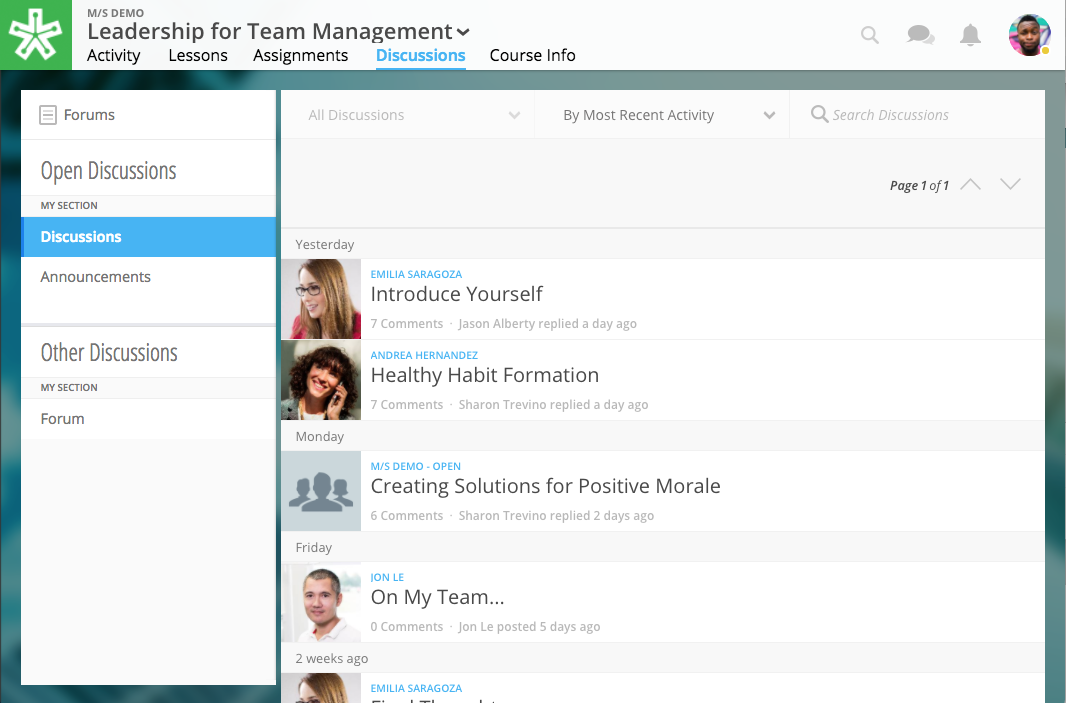 M/S DEMO
Leadership for Team Management
Activity Lessons Assignments Discussions Course Info
Forums
Open Discussions
MY SECTION
Discussions
Announcements
Other Discussions
MY SECTION
Forum
All Discussions By Most Recent Activity Search Discussions
Page 1 of 1
Yesterday
EMILIA SARAGOZA
Introduce Yourself
7 Comments · Jason Alberty replied a day ago
ANDREA HERNANDEZ
Healthy Habit Formation
7 Comments · Sharon Trevino replied a day ago
Monday
M/S DEMO - OPEN
Creating Solutions for Positive Morale
6 Comments · Sharon Trevino replied 2 days ago
Friday
JON LE
On My Team...
0 Comments · Jon Le posted 5 days ago
2 weeks ago
EMILIA SARAGOZA